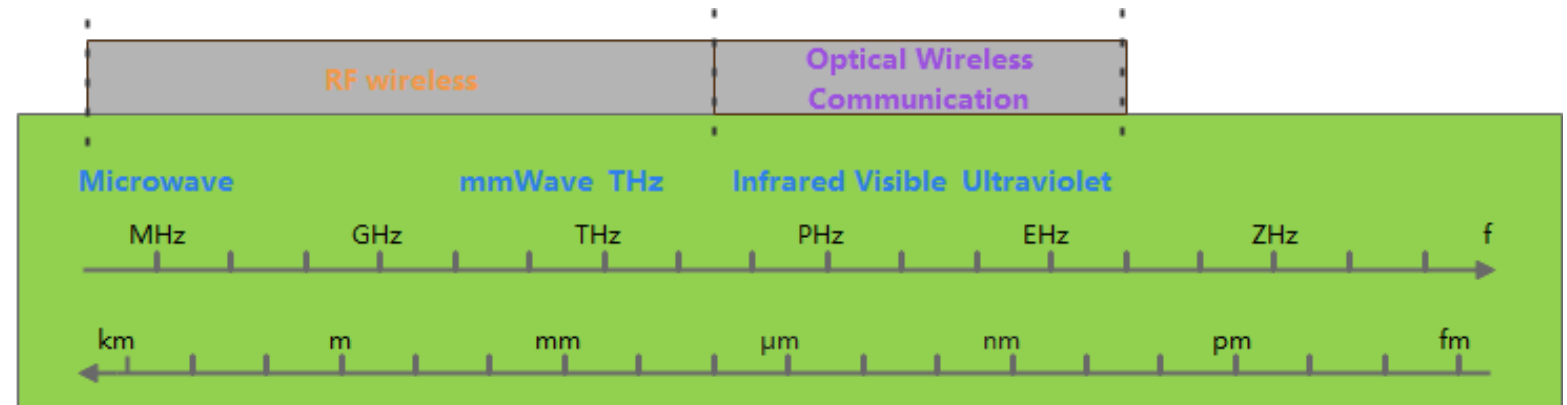 RF wireless
Optical Wireless
Communication
Microwave mmWave THz Infrared Visible Ultraviolet
MHz GHz THz PHz EHz ZHz f
km m mm μm nm pm fm